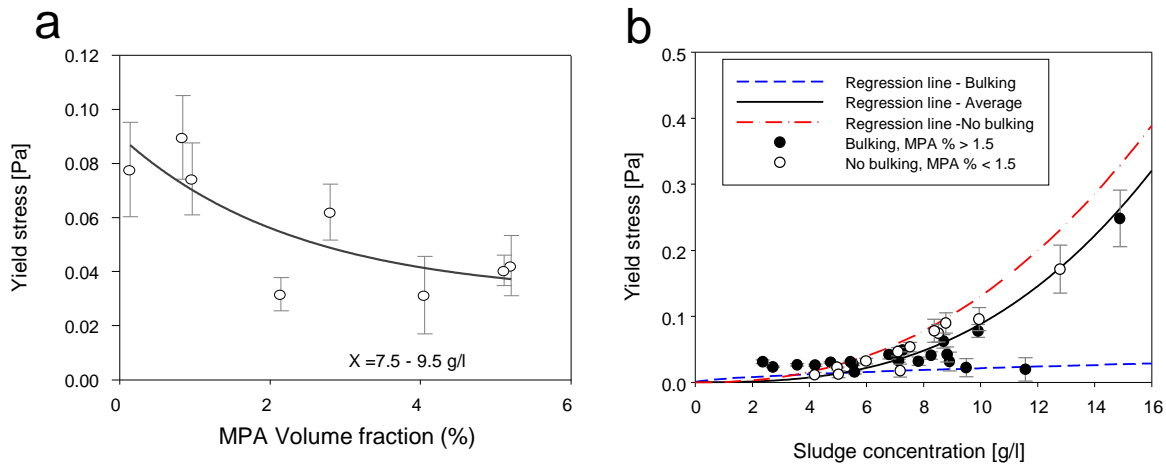 a
0.12
0.10
0.08
0.06
0.04
0.02
0.00
Yield stress [Pa]
X =7.5 - 9.5 g/l
0 2 4 6
MPA Volume fraction (%)
b
0.5
0.4
0.3
0.2
0.1
0.0
Yield stress [Pa]
Regression line - Bulking
Regression line - Average
Regression line -No bulking
Bulking, MPA % > 1.5
No bulking, MPA % < 1.5
0 2 4 6 8 10 12 14 16
Sludge concentration [g/l]